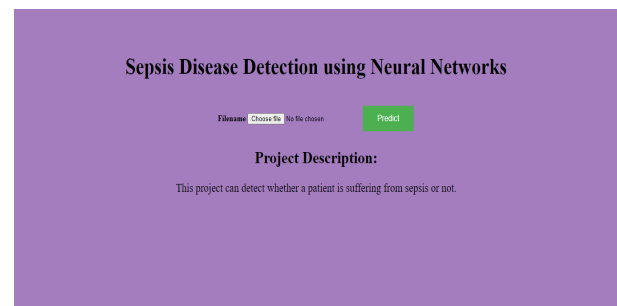 Sepsis Disease Detection using Neural Networks
Filename Choose file No file chosen Predict
Project Description:
This project can detect whether a patient is suffering from sepsis or not.